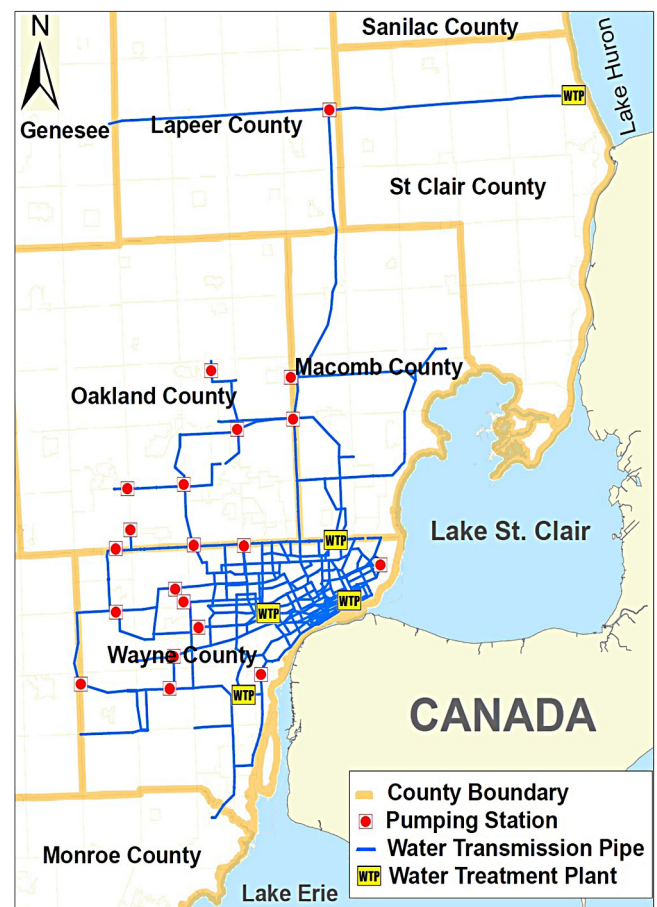 N
Sanilac County
Lake Huron
WTP
Genesee
Lapeer County
St Clair County
Macomb County
Oakland County
Lake St. Clair
WTP
WTP
WTP
Wayne County
WTP
CANADA
County Boundary
Pumping Station
Water Transmission Pipe
WTP Water Treatment Plant
Monroe County
Lake Erie